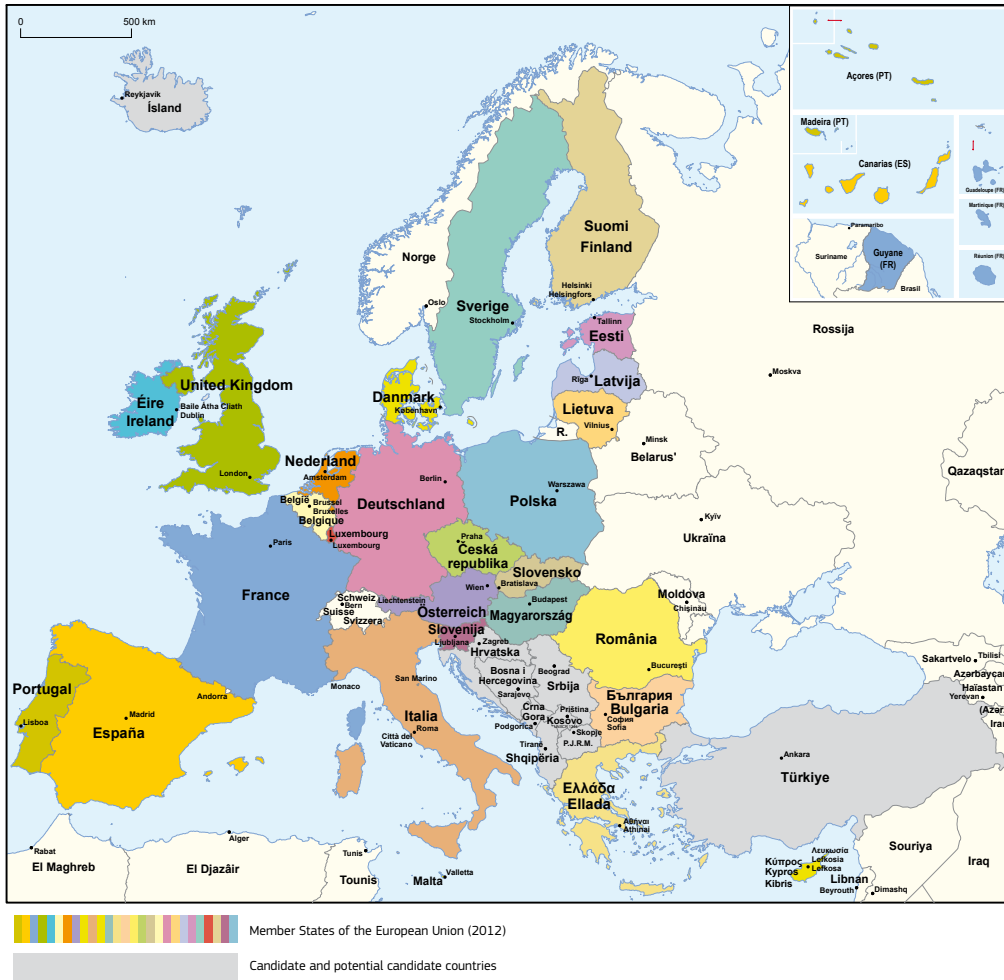 0
500 km
Reykjavík
Ísland
Açores (PT)
Madeira (PT)
Canarias (ES)
Guadeloupe (FR)
Martinique (FR)
Réunion (FR)
Paramaribo
Suriname
Guyane
(FR)
Brasil
Norge
Oslo
Sverige
Stockholm
Suomi
Finland
Helsinki
Helsingfors
Tallinn
Eesti
Rossija
Moskva
Rīga
Latvija
Lietuva
Vilnius
R.
Minsk
Belarus'
Qazaqstan
United Kingdom
London
Éire
Ireland
Baile Átha Cliath
Dublin
Danmark
København
Nederland
Amsterdam
België
Brussel
Bruxelles
Belgique
Luxembourg
Luxembourg
Berlin
Deutschland
Polska
Warszawa
Kyïv
Ukraïna
Praha
Česká
republika
Slovensko
Bratislava
Paris
France
Schweiz
Bern
Suisse
Svizzera
Liechtenstein
Wien
Österreich
Budapest
Magyarország
Moldova
Chişinău
România
Bucureşti
Slovenija
Ljubljana
Zagreb
Hrvatska
Bosna i
Hercegovina
Sarajevo
Beograd
Srbija
Crna
Gora
Podgorica
Priština
Kosovo
Skopje
P.J.R.M.
Tiranë
Shqipëria
България
Bulgaria
София
Sofia
Sakartvelo
Tbilisi
Azərbaycan
Haïastan
Yerevan
(Azər.)
Iran
Portugal
Lisboa
España
Madrid
Andorra
Monaco
San Marino
Italia
Roma
Città del
Vaticano
Ελλάδα
Ellada
Αθήναι
Athinai
Ankara
Türkiye
Κύπρος
Kypros
Kibris
Λευκωσία
Lefkosia
Lefkosa
Libnan
Beyrouth
Dimashq
Souriya
Iraq
Rabat
El Maghreb
Alger
El Djazâir
Tunis
Tounis
Malta
Valletta
Member States of the European Union (2012)
Candidate and potential candidate countries